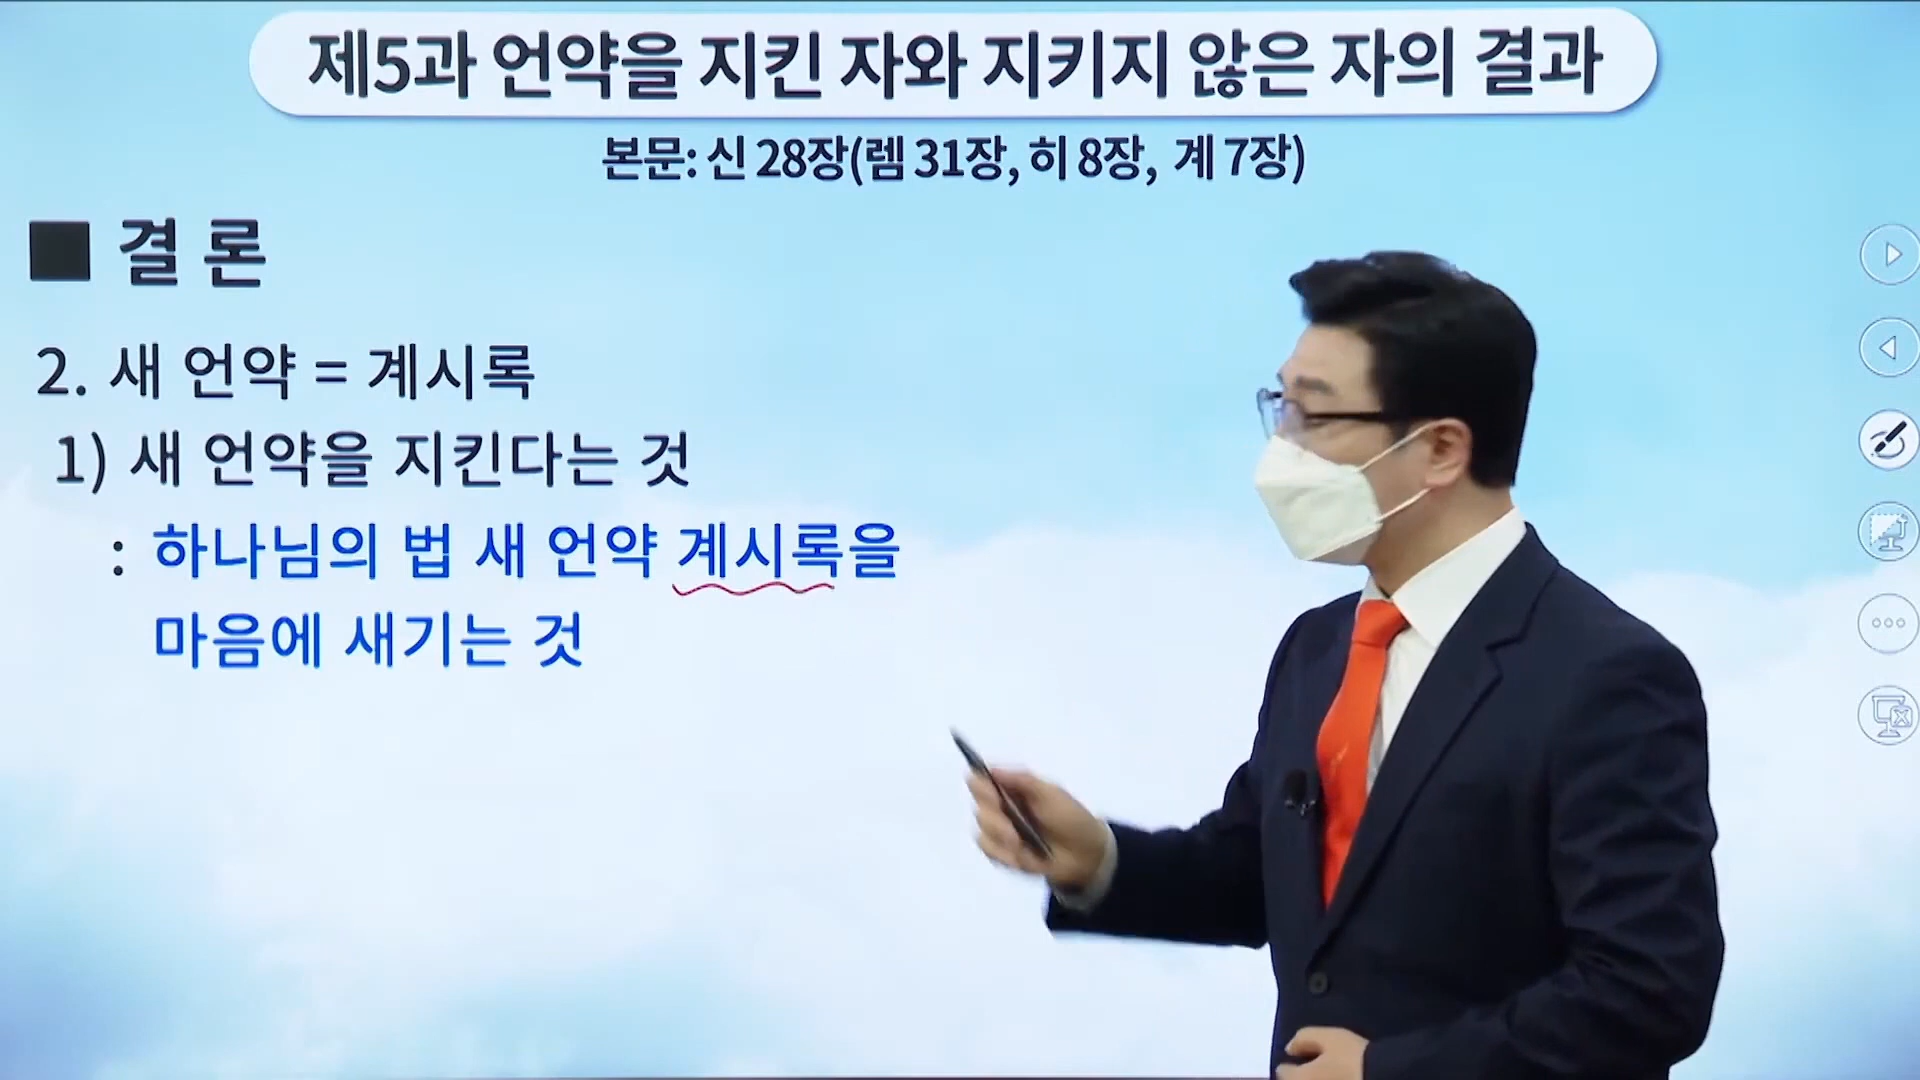 제5과 언약을 지킨 자와 지키지 않은 자의 결과
본문: 신 28장(렘 31장, 히 8장, 계 7장)
■ 결 론
2. 새 언약 = 계시록
1) 새 언약을 지킨다는 것
: 하나님의 법 새 언약 계시록을
마음에 새기는 것